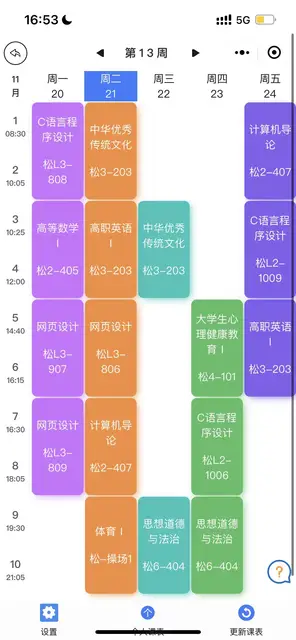 16:53
5G
第13周
11
月
周一
20
周二
21
周三
22
周四
23
周五
24
1
08:30
2
10:05
3
10:25
4
12:00
5
14:40
6
16:15
7
16:30
8
18:05
9
19:30
10
21:05
C语言程
序设计
松L3-
808
高等数学
I
松2-405
网页设计
松L3-
907
网页设计
松L3-
809
中华优秀
传统文化
松3-203
高职英语
I
松3-203
网页设计
松L3-
806
计算机导
论
松2-407
体育 I
松-操场1
中华优秀
传统文化
松3-203
思想道德
与法治
松6-404
大学生心
理健康教
育 I
松4-101
C语言程
序设计
松L2-
1006
思想道德
与法治
松6-404
计算机导
论
松2-407
C语言程
序设计
松L2-
1009
高职英语
I
松3-203
?
设置
个人课表
更新课表